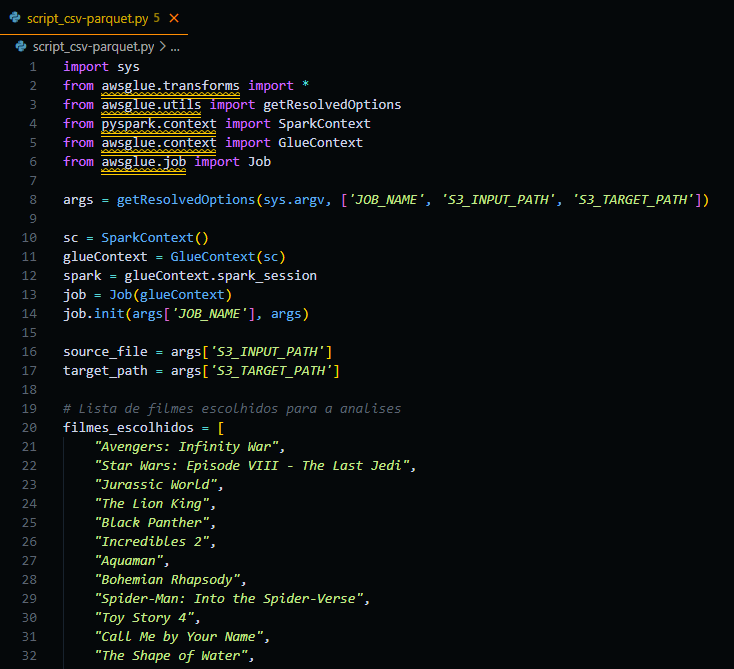 script_csv-parquet.py 5 ×
script_csv-parquet.py > ...
1 import sys
2 from awsglue.transforms import *
3 from awsglue.utils import getResolvedOptions
4 from pyspark.context import SparkContext
5 from awsglue.context import GlueContext
6 from awsglue.job import Job
7
8 args = getResolvedOptions(sys.argv, ['JOB_NAME', 'S3_INPUT_PATH', 'S3_TARGET_PATH'])
9
10 sc = SparkContext()
11 glueContext = GlueContext(sc)
12 spark = glueContext.spark_session
13 job = Job(glueContext)
14 job.init(args['JOB_NAME'], args)
15
16 source_file = args['S3_INPUT_PATH']
17 target_path = args['S3_TARGET_PATH']
18
19 # Lista de filmes escolhidos para a analises
20 filmes_escolhidos = [
21 "Avengers: Infinity War",
22 "Star Wars: Episode VIII - The Last Jedi",
23 "Jurassic World",
24 "The Lion King",
25 "Black Panther",
26 "Incredibles 2",
27 "Aquaman",
28 "Bohemian Rhapsody",
29 "Spider-Man: Into the Spider-Verse",
30 "Toy Story 4",
31 "Call Me by Your Name",
32 "The Shape of Water",